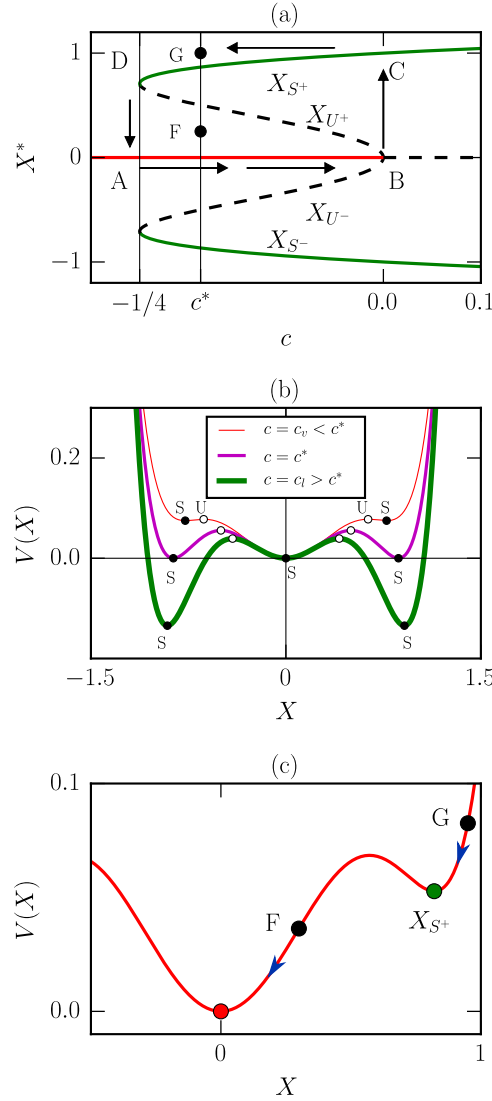 (a)
D
G
C
F
A
B
X_{S^+}
X_{U^+}
X_{U^-}
X_{S^-}
X^*
1
0
−1
−1/4
c^*
0.0
0.1
c
(b)
c = c_v < c^*
c = c^*
c = c_l > c^*
S
U
U
S
S
S
S
S
S
V(X)
0.2
0.0
−1.5
0
1.5
X
(c)
G
F
X_{S^+}
V(X)
0.1
0.0
0
1
X